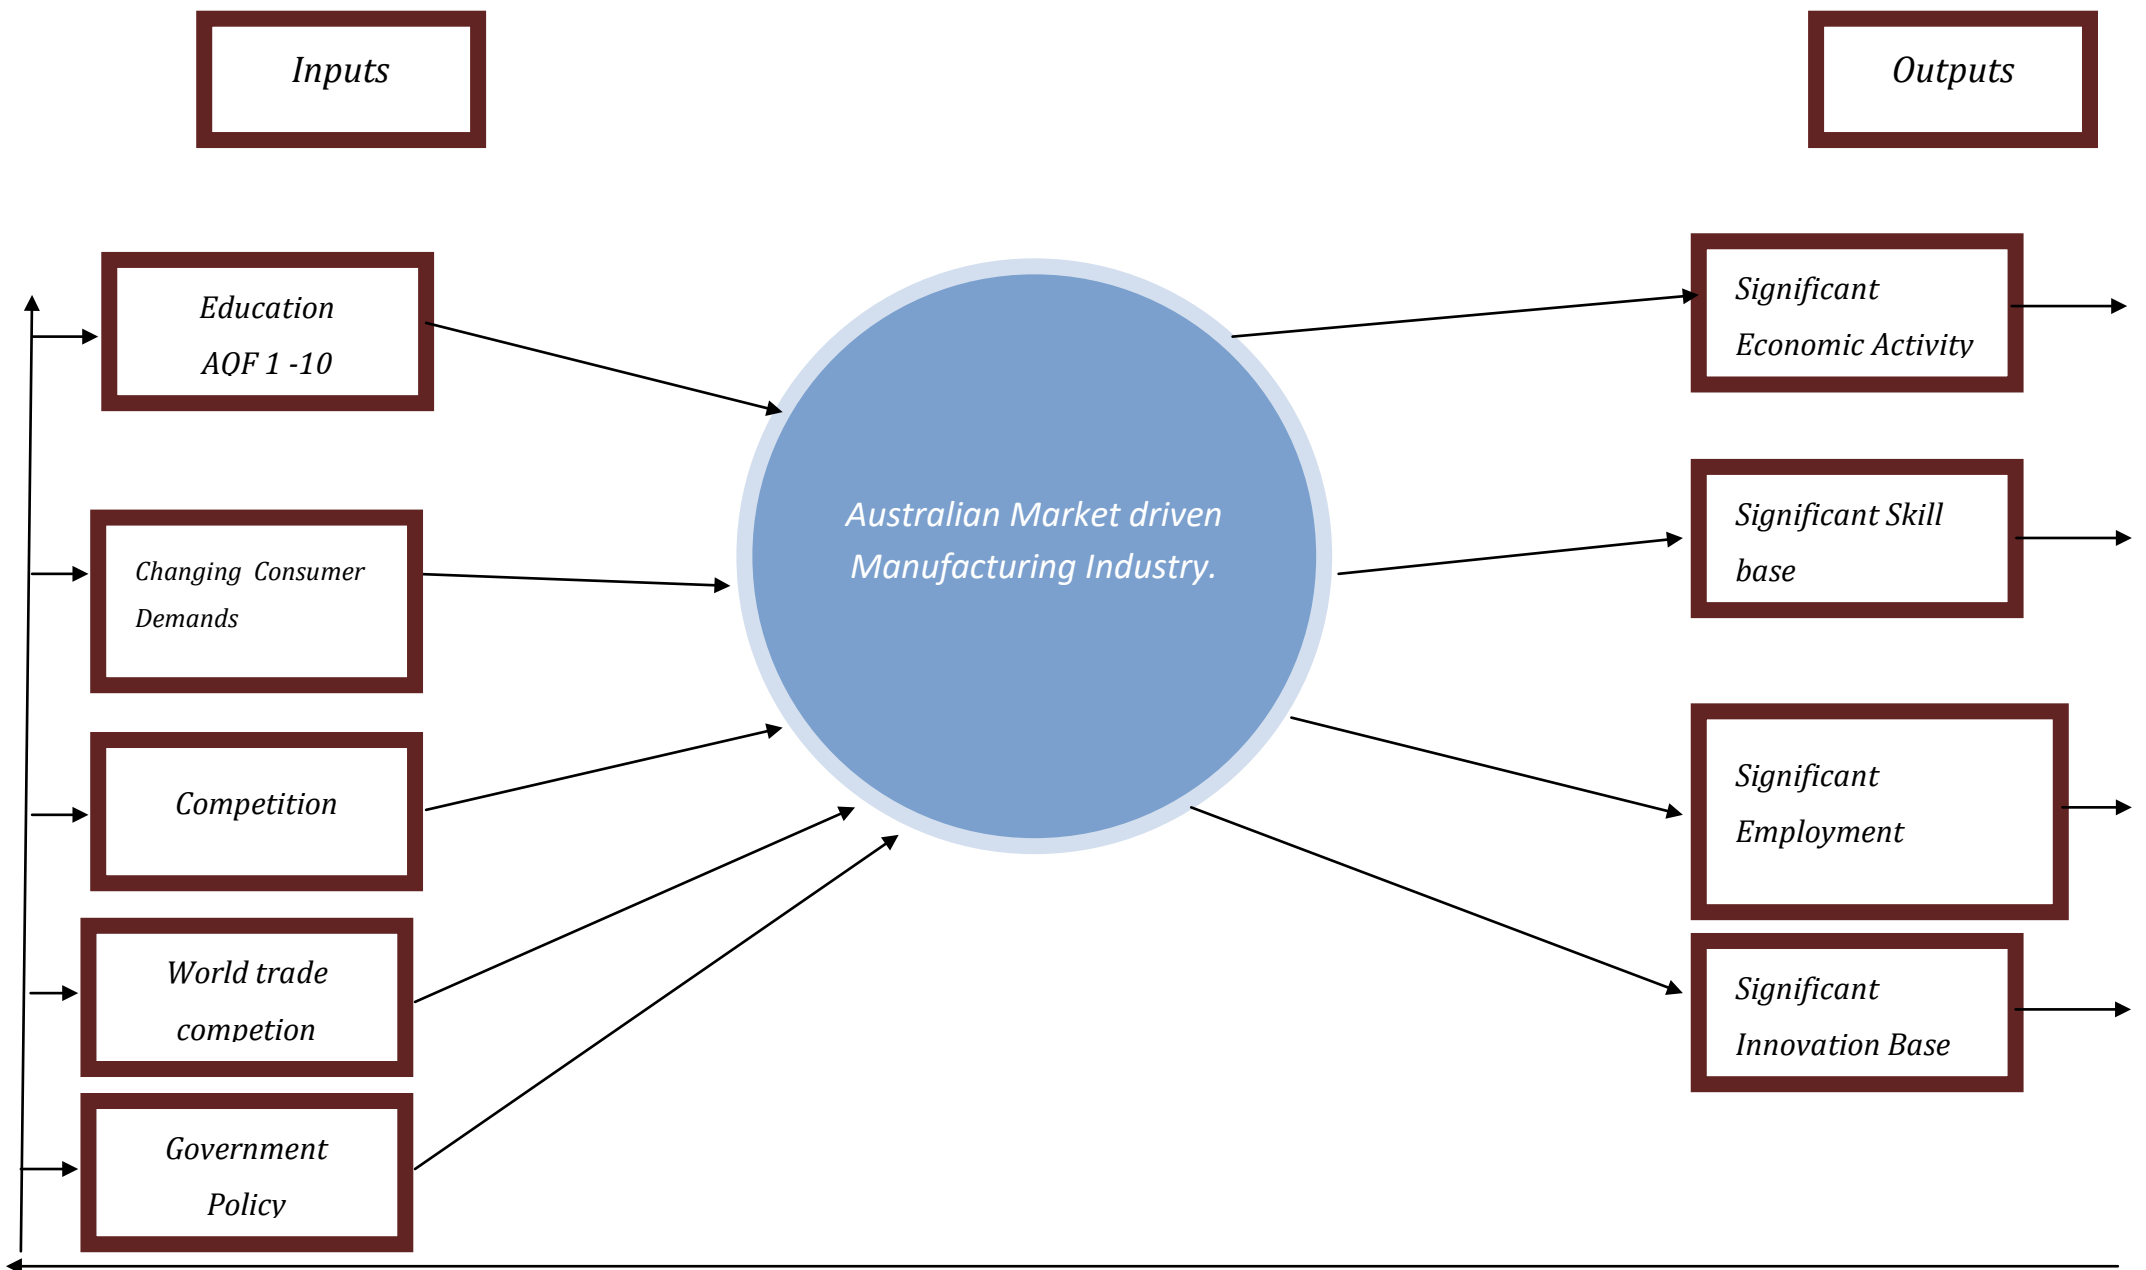 Inputs
Outputs
Education
AQF 1 -10
Changing Consumer
Demands
Competition
World trade
competion
Government
Policy
Australian Market driven
Manufacturing Industry.
Significant
Economic Activity
Significant Skill
base
Significant
Employment
Significant
Innovation Base